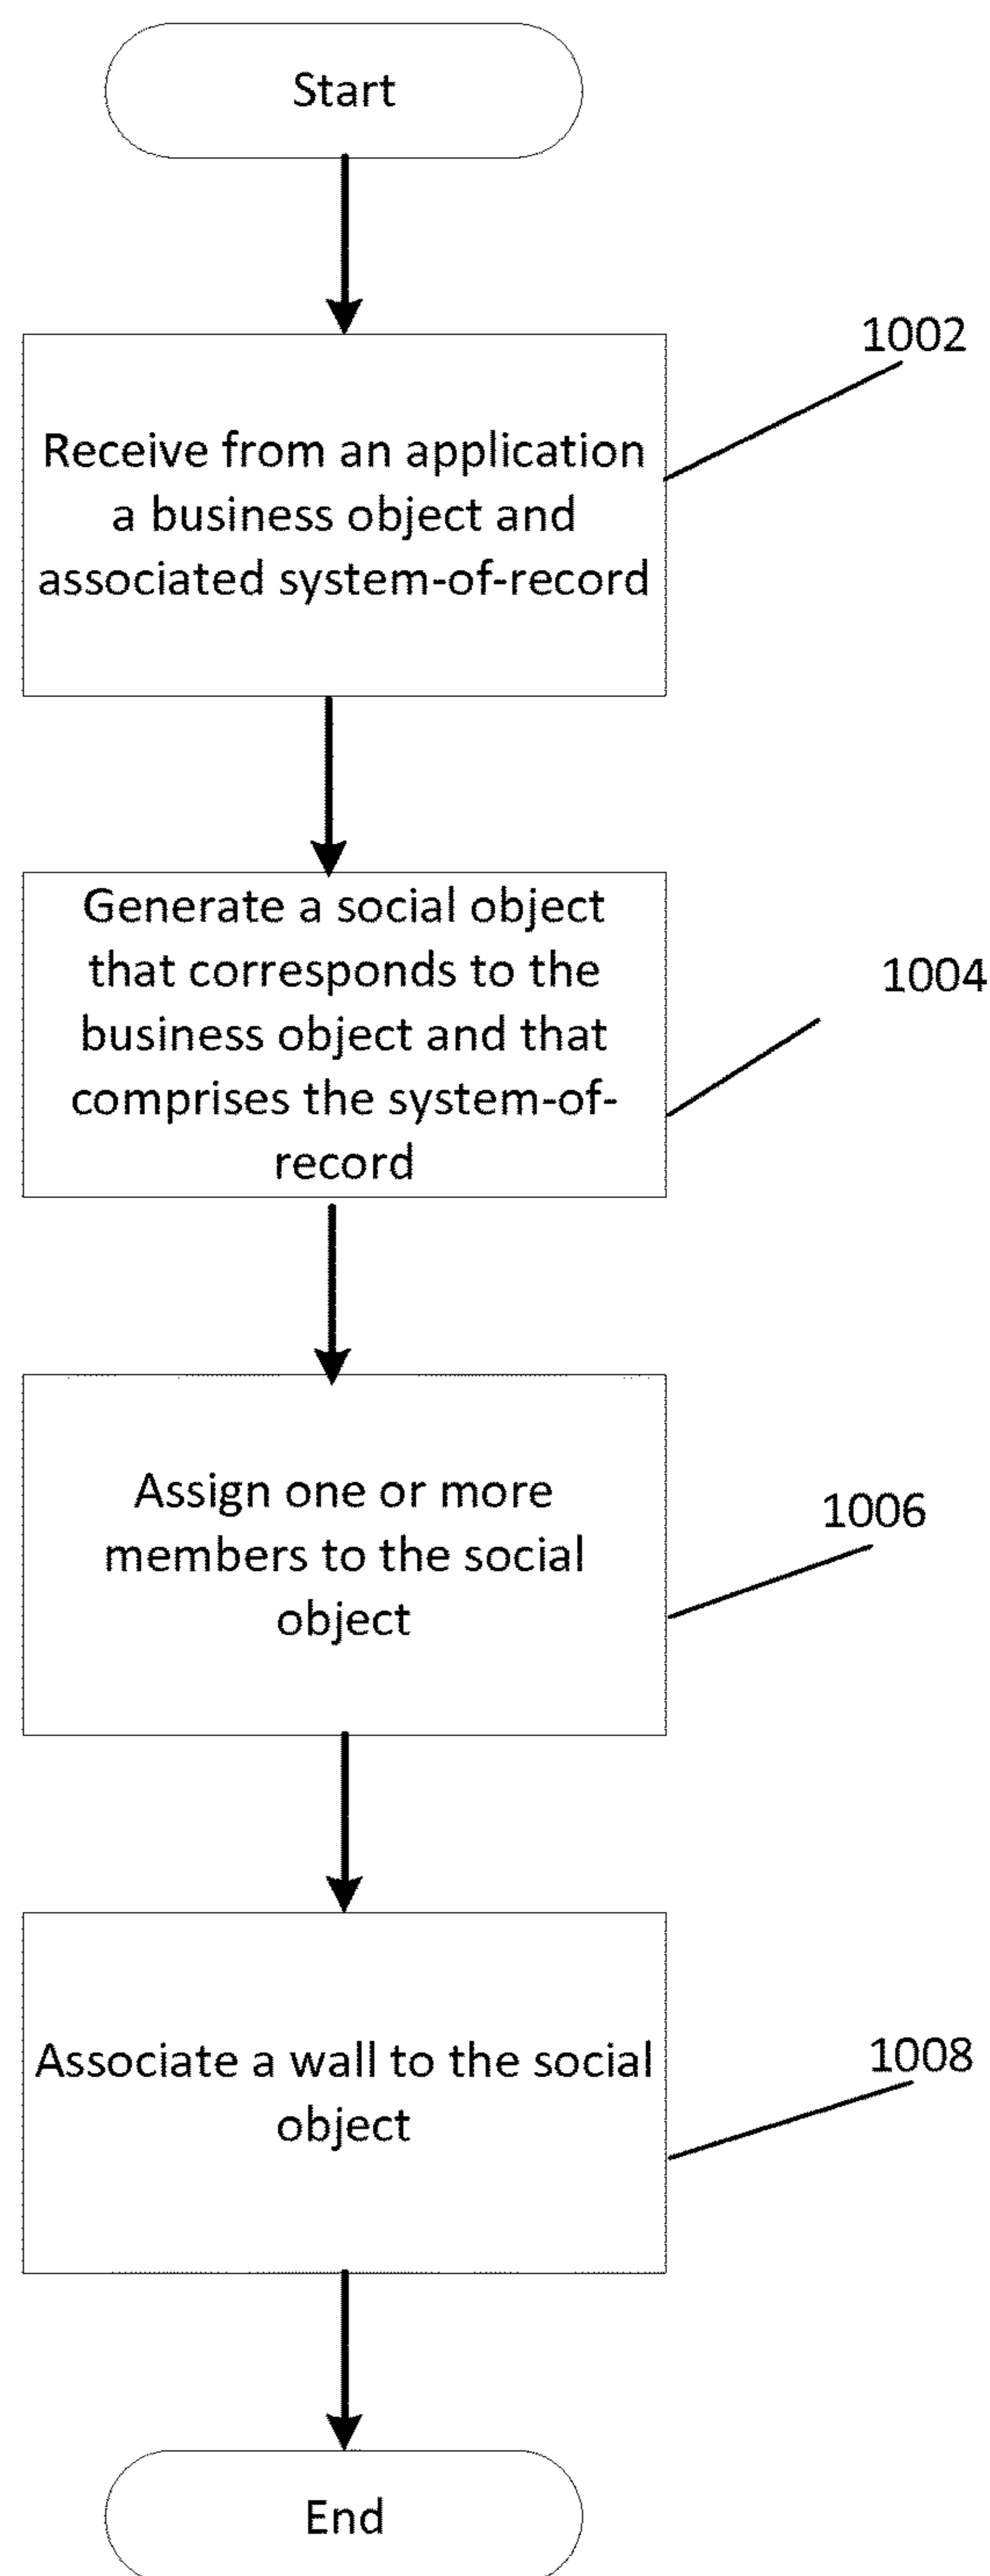 Start
1002
Receive from an application
a business object and
associated system-of-record
Generate a social object
that corresponds to the
1004
business object and that
comprises the system-of-
record
Assign one or more
1006
members to the social
object
Associate a wall to the social
1008
object
End